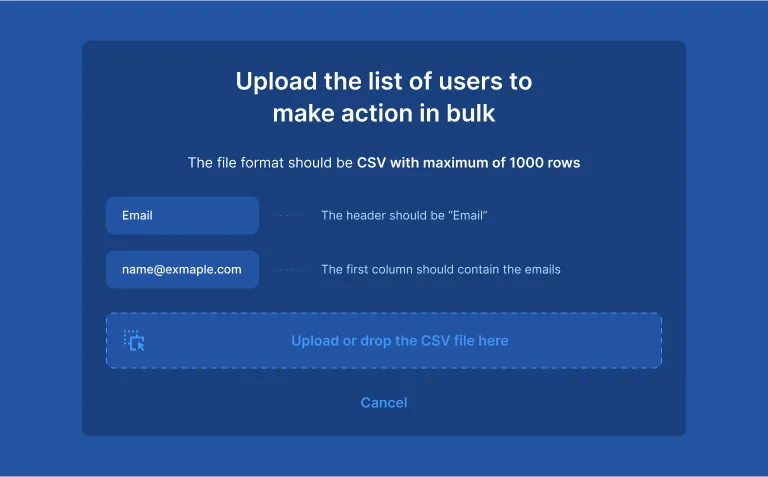 Upload the list of users to
make action in bulk
The file format should be CSV with maximum of 1000 rows
Email
The header should be “Email”
name@exmaple.com
The first column should contain the emails
Upload or drop the CSV file here
Cancel